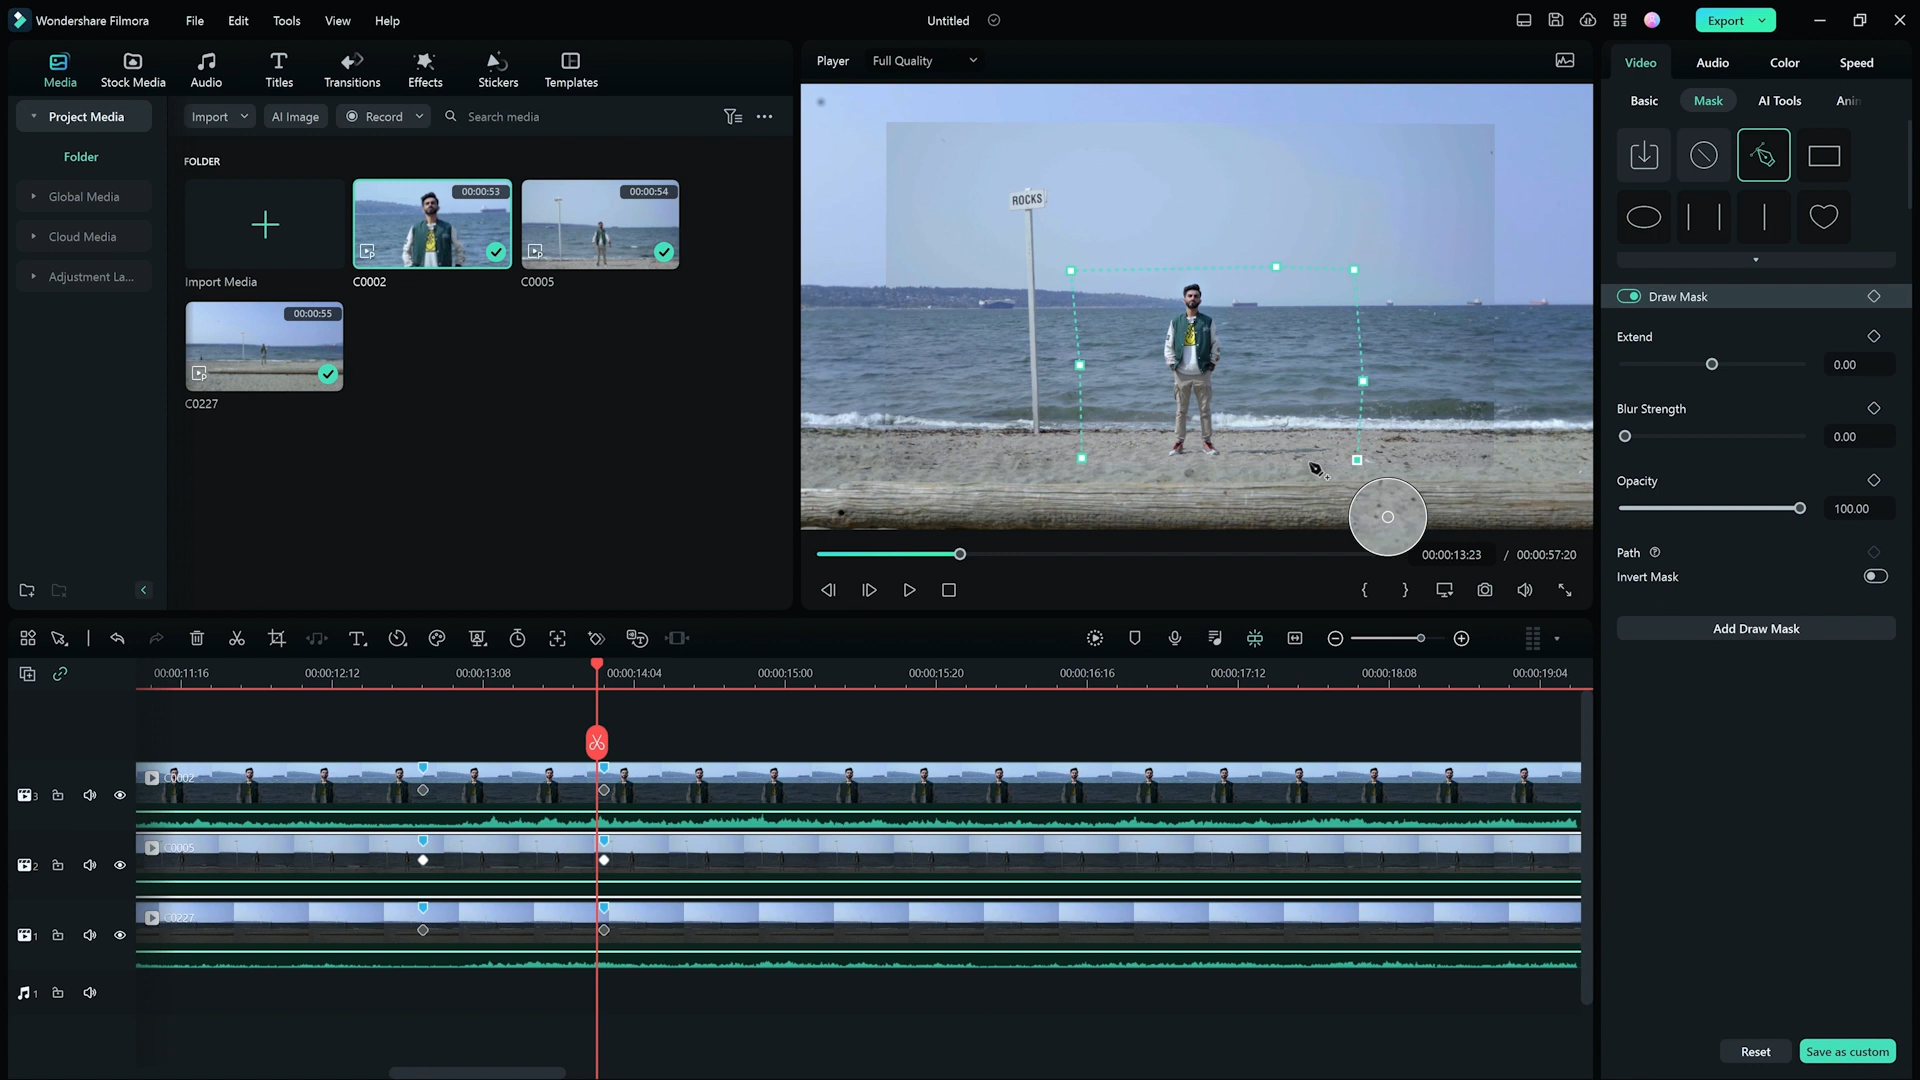 Wondershare Filmora
File
Edit
Tools
View
Help
Untitled
Export
Media
Stock Media
Audio
Titles
Transitions
Effects
Stickers
Templates
Player
Full Quality
Video
Audio
Color
Speed
Project Media
Import
AI Image
Record
Search media
Basic
Mask
AI Tools
Anin
Folder
FOLDER
Global Media
Cloud Media
Adjustment La...
00:00:53
00:00:54
Import Media
C0002
C0005
00:00:55
C0227
ROCKS
Draw Mask
Extend
0.00
Blur Strength
0.00
Opacity
100.00
Path
Invert Mask
Add Draw Mask
00:00:13:23
/ 00:00:57:20
00:00:11:16
00:00:12:12
00:00:13:08
00:00:14:04
00:00:15:00
00:00:15:20
00:00:16:16
00:00:17:12
00:00:18:08
00:00:19:04
C0002
3
C0005
2
C0227
1
1
Reset
Save as custom